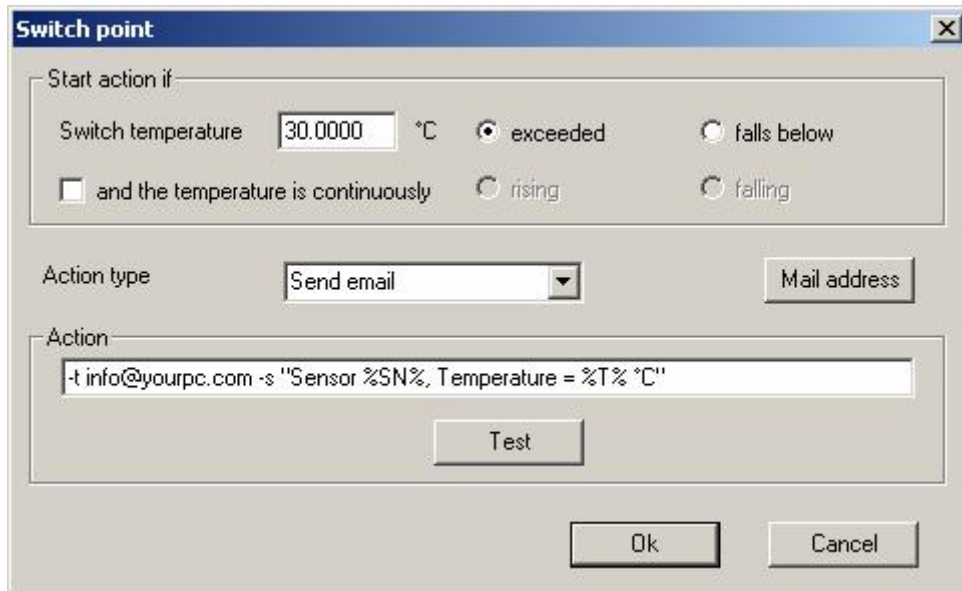 Switch point
Start action if
Switch temperature 30.0000 °C exceeded falls below
and the temperature is continuously rising falling
Action type Send email Mail address
Action
-t info@yourpc.com -s "Sensor %SN%, Temperature = %T% °C"
Test
Ok Cancel